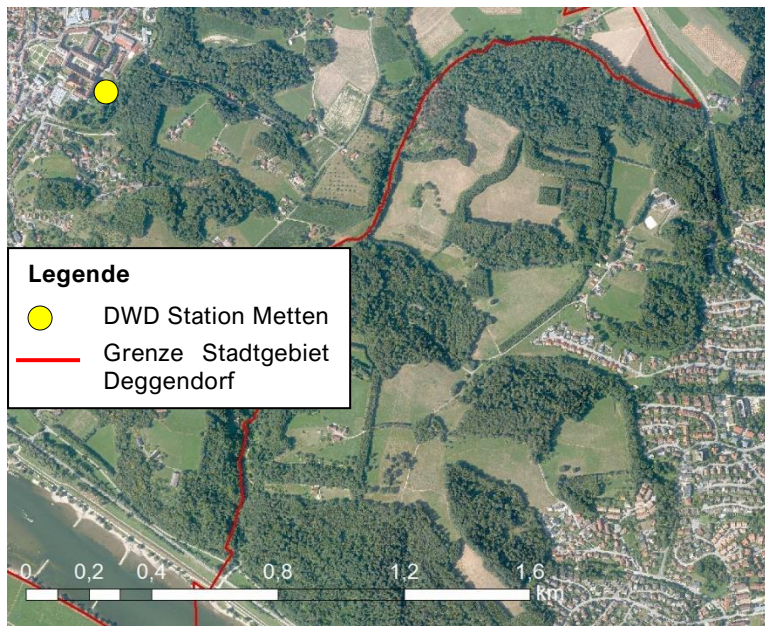 Legende
DWD Station Metten
Grenze Stadtgebiet
Deggendorf
0 0,2 0,4 0,8 1,2 1,6
km